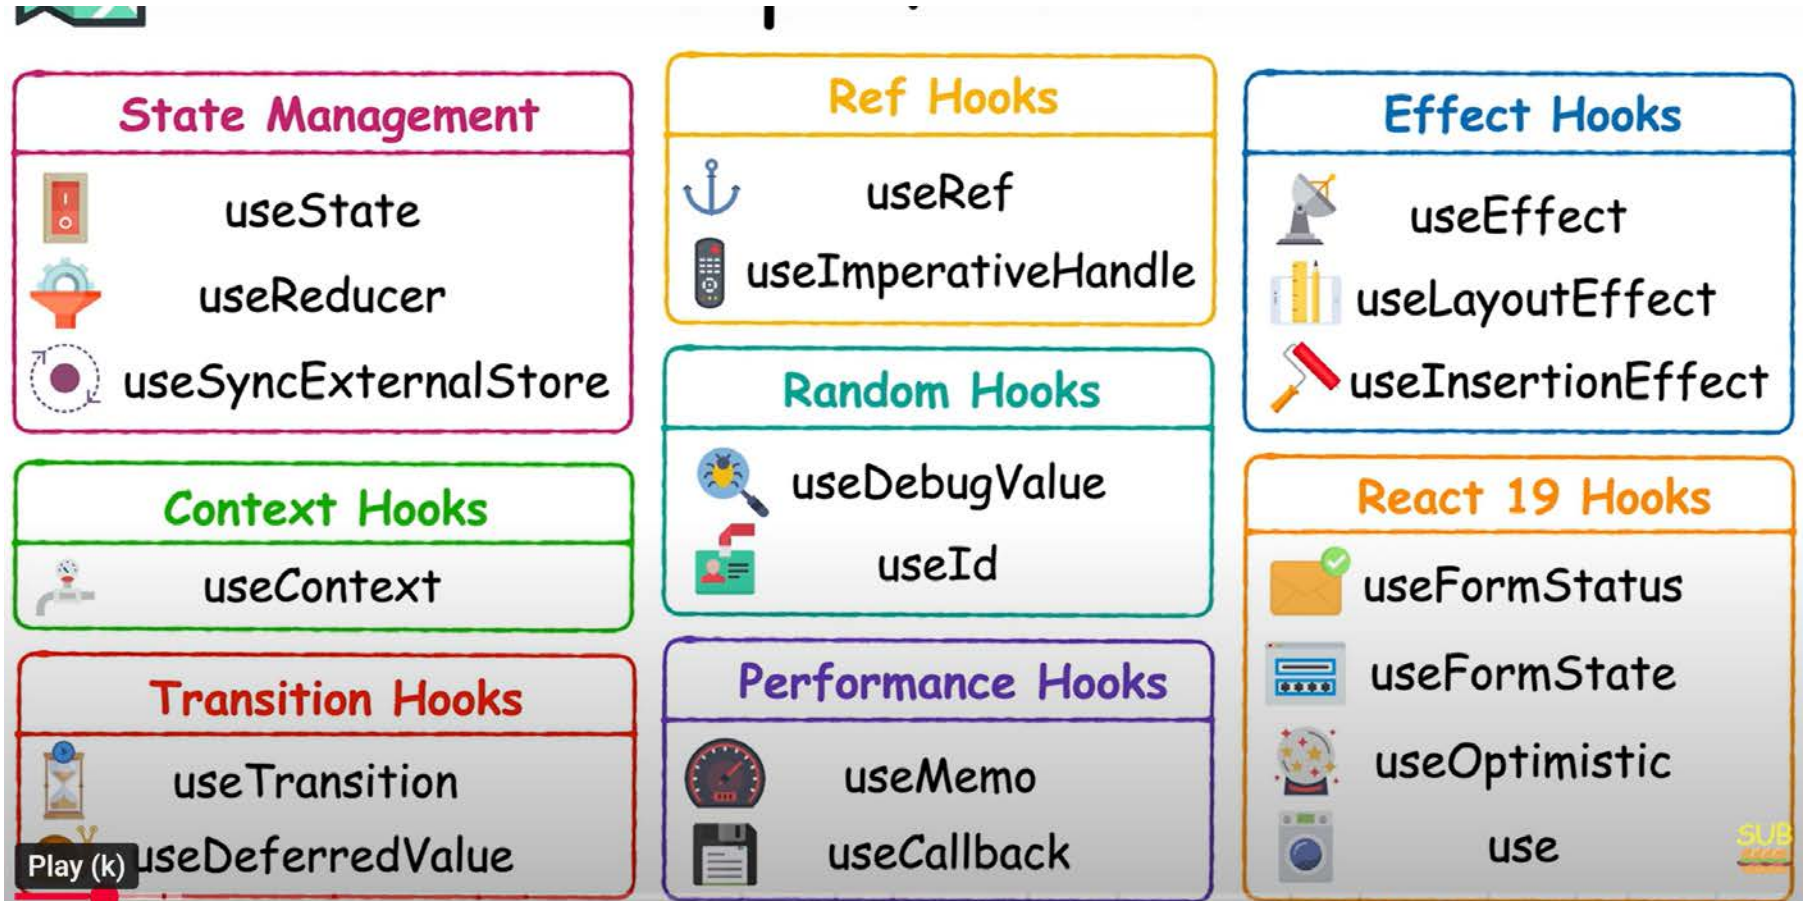 State Management
useState
useReducer
useSyncExternalStore
Context Hooks
useContext
Transition Hooks
useTransition
useDeferredValue
Play (k)
Ref Hooks
useRef
useImperativeHandle
Random Hooks
useDebugValue
useId
Performance Hooks
useMemo
useCallback
Effect Hooks
useEffect
useLayoutEffect
useInsertionEffect
React 19 Hooks
useFormStatus
useFormState
useOptimistic
use
SUB